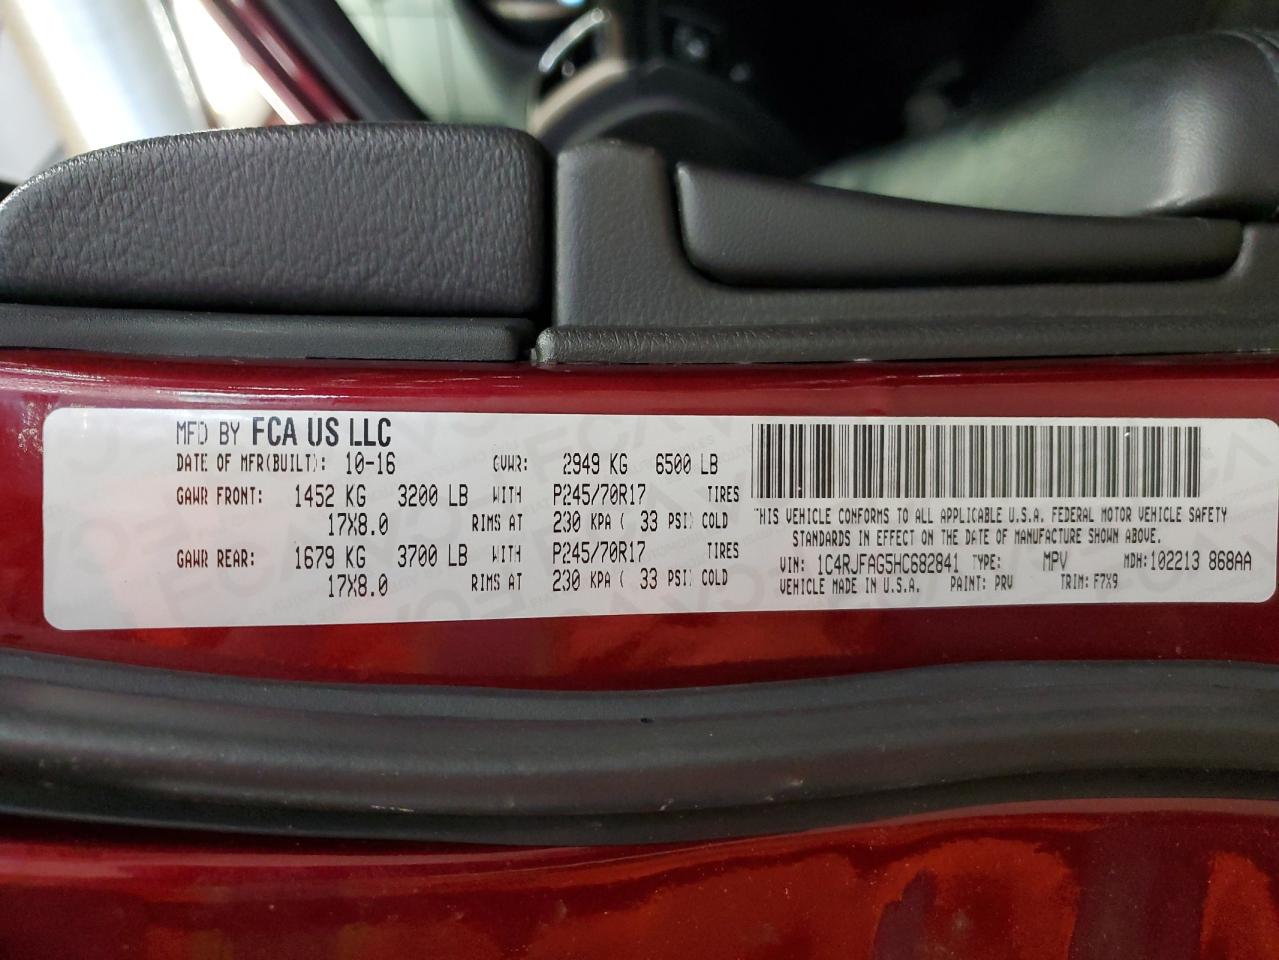 MFD BY FCA US LLC
DATE OF MFR(BUILT): 10-16 GVWR: 2949 KG 6500 LB
GAWR FRONT: 1452 KG 3200 LB WITH P245/70R17 TIRES
17X8.0 RIMS AT 230 KPA ( 33 PSI) COLD
GAWR REAR: 1679 KG 3700 LB WITH P245/70R17 TIRES
17X8.0 RIMS AT 230 KPA ( 33 PSI) COLD
THIS VEHICLE CONFORMS TO ALL APPLICABLE U.S.A. FEDERAL MOTOR VEHICLE SAFETY
STANDARDS IN EFFECT ON THE DATE OF MANUFACTURE SHOWN ABOVE.
VIN: 1C4RJFAG5HC682841 TYPE: MPV MDH:102213 868AA
VEHICLE MADE IN U.S.A. PAINT: PRV TRIM: F7X9